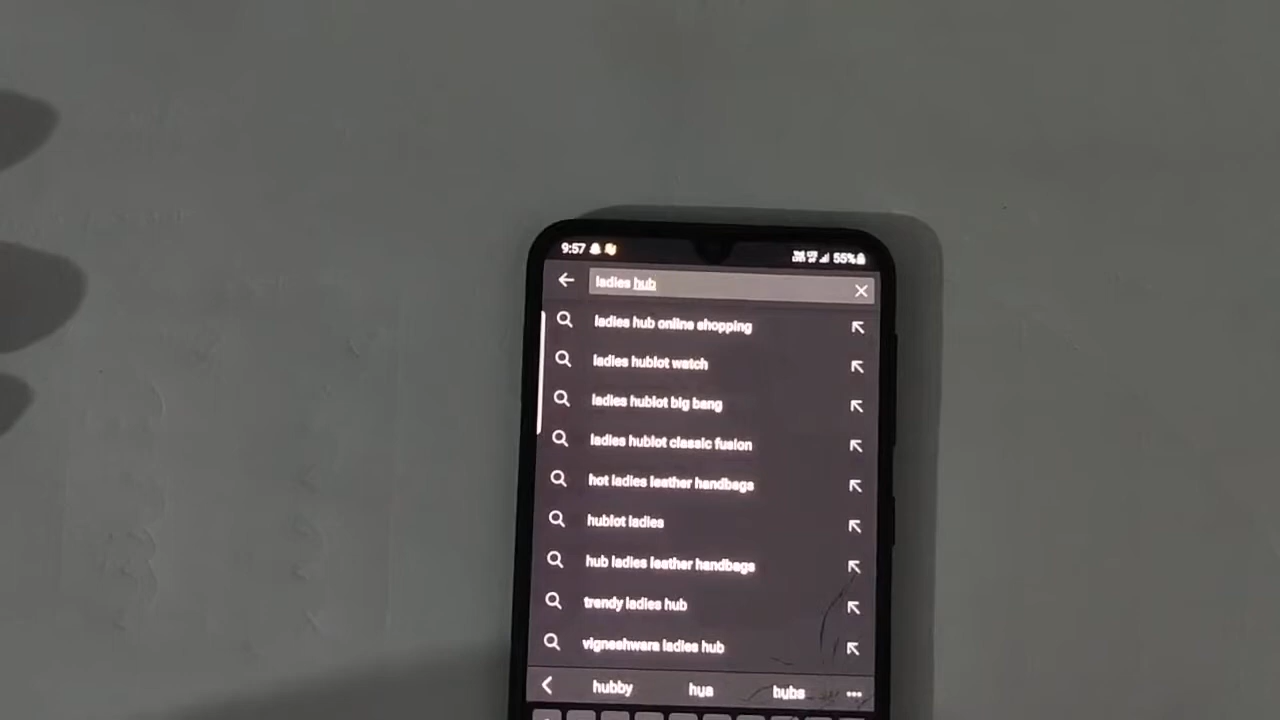 9:57 55%
ladies hub
ladies hub online shopping
ladies hublot watch
ladies hublot big bang
ladies hublot classic fusion
hot ladies leather handbags
hublot ladies
hub ladies leather handbags
trendy ladies hub
vigneshwara ladies hub
hubby hua hubs